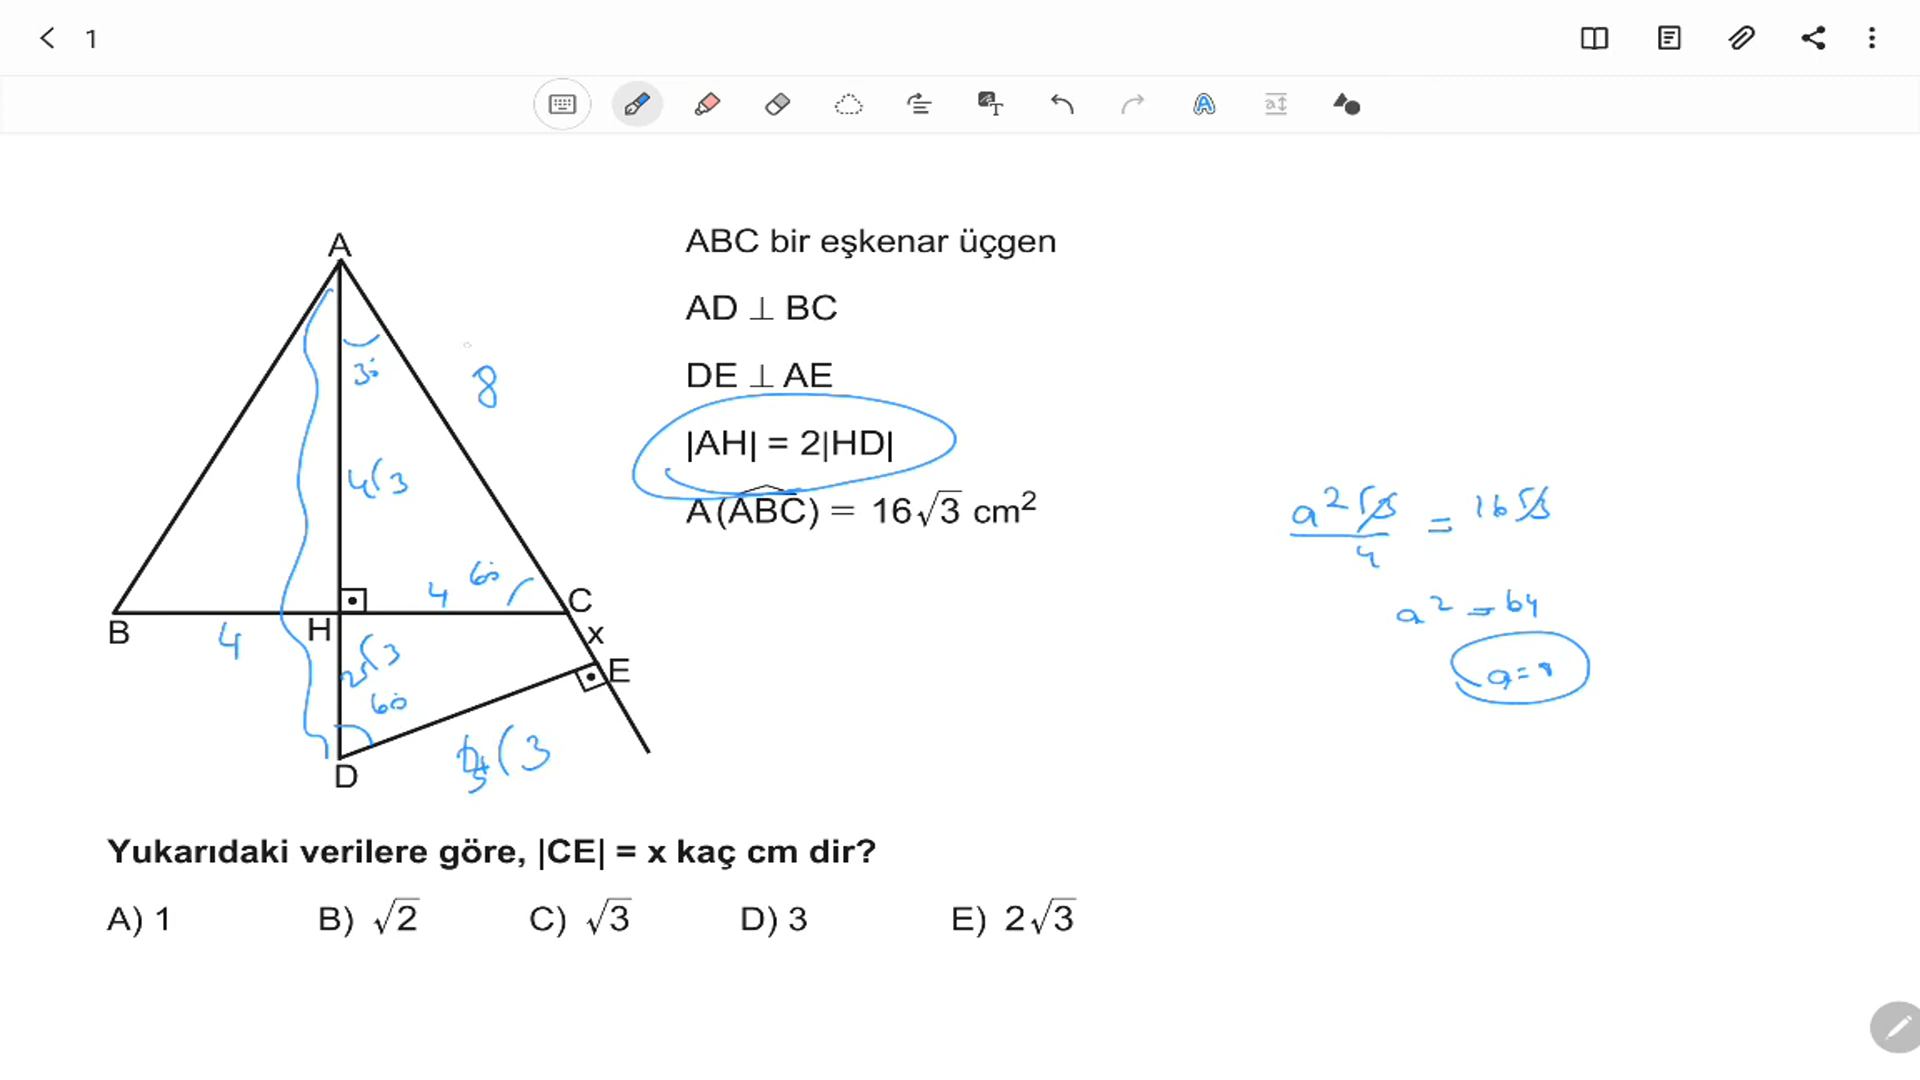 1
A
ABC bir eşkenar üçgen
AD ⊥ BC
30
8
DE ⊥ AE
|AH| = 2|HD|
4√3
A(ABC) = 16√3 cm²
a²√3 = 16√3
4
4 60
C
B
H
x
a² = 64
4
2√3
E
a=8
60
√3
D
Yukarıdaki verilere göre, |CE| = x kaç cm dir?
A) 1 B) √2 C) √3 D) 3 E) 2√3